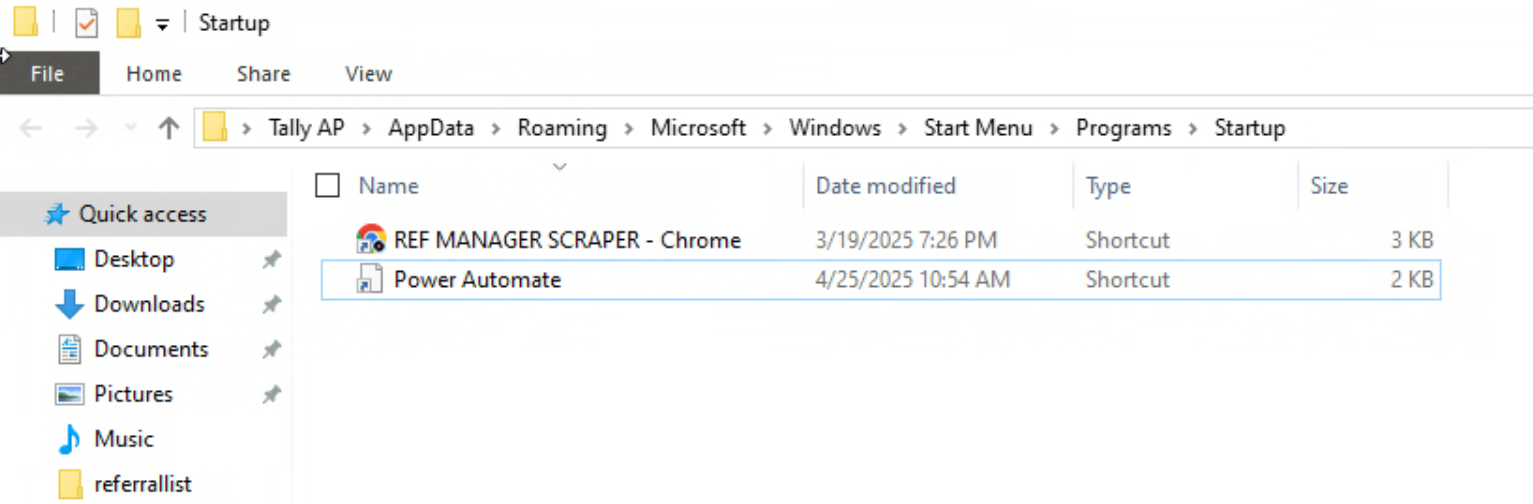 Startup
File Home Share View
Tally AP > AppData > Roaming > Microsoft > Windows > Start Menu > Programs > Startup
Name Date modified Type Size
Quick access
REF MANAGER SCRAPER - Chrome 3/19/2025 7:26 PM Shortcut 3 KB
Desktop
Power Automate 4/25/2025 10:54 AM Shortcut 2 KB
Downloads
Documents
Pictures
Music
referrallist